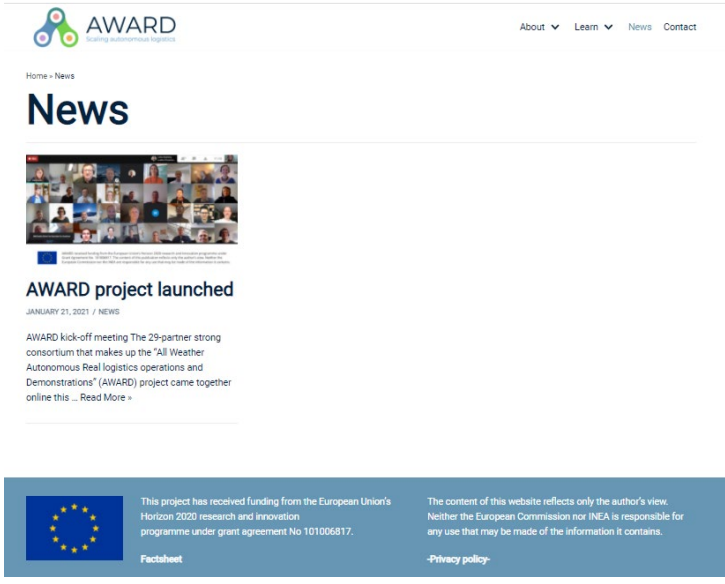 AWARD
Scaling autonomous logistics
About Learn News Contact
Home » News
News
AWARD project launched
JANUARY 21, 2021 / NEWS
AWARD kick-off meeting The 29-partner strong
consortium that makes up the “All Weather
Autonomous Real logistics operations and
Demonstrations” (AWARD) project came together
online this ... Read More »
This project has received funding from the European Union’s
Horizon 2020 research and innovation
programme under grant agreement No 101006817.
Factsheet
The content of this website reflects only the author’s view.
Neither the European Commission nor INEA is responsible for
any use that may be made of the information it contains.
-Privacy policy-